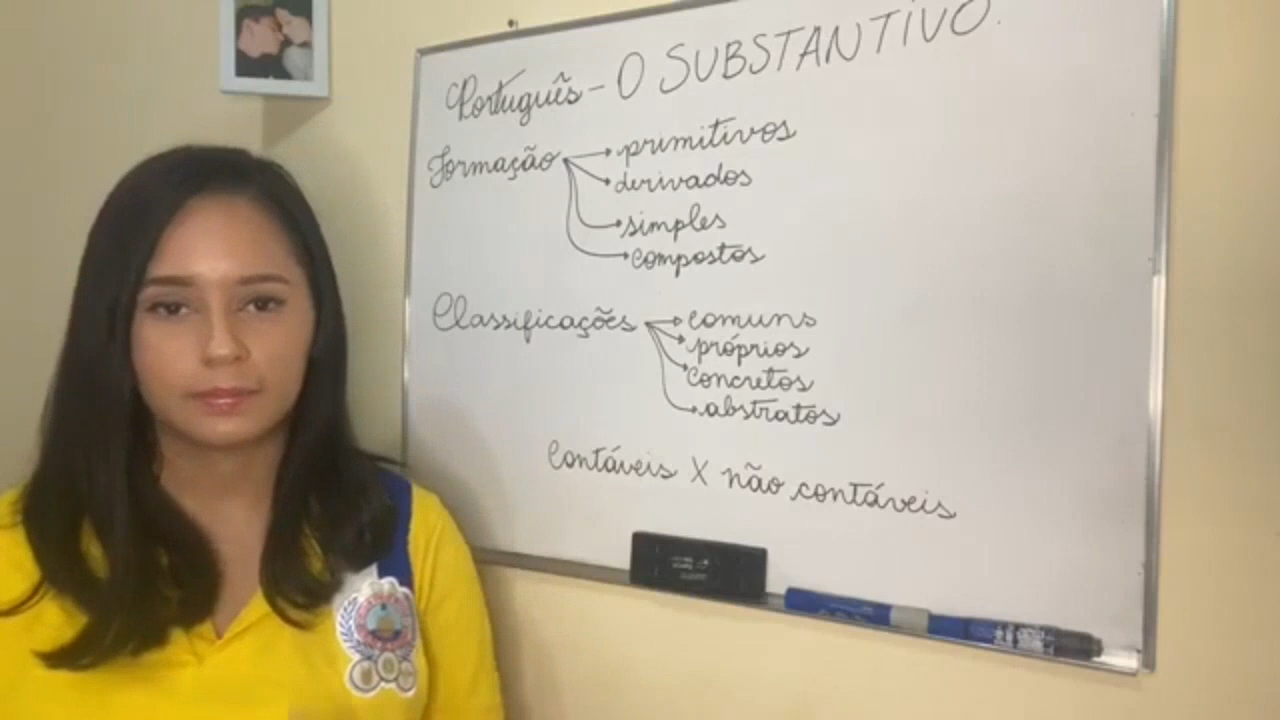 Português - O SUBSTANTIVO.
Formação → primitivos
→ derivados
→ simples
→ compostos
Classificações → comuns
→ próprios
→ concretos
→ abstratos
Contáveis X não contáveis